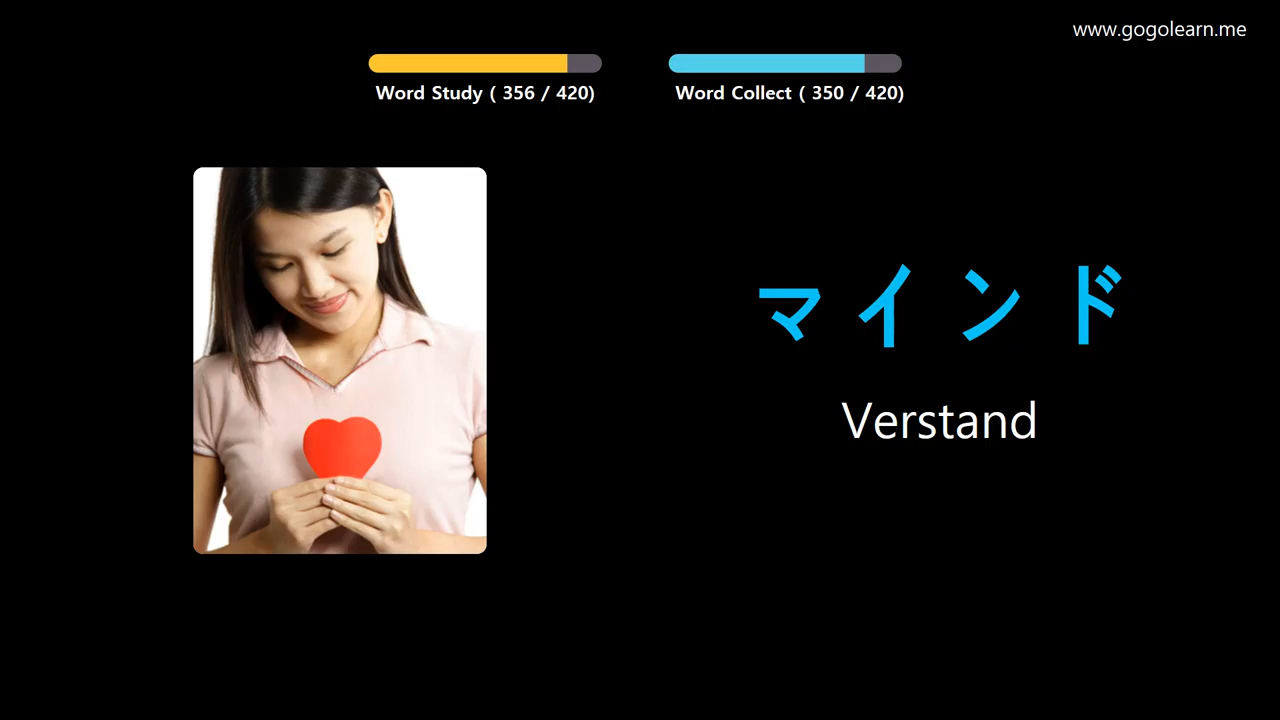 www.gogolearn.me
Word Study ( 356 / 420)
Word Collect ( 350 / 420)
マインド
Verstand